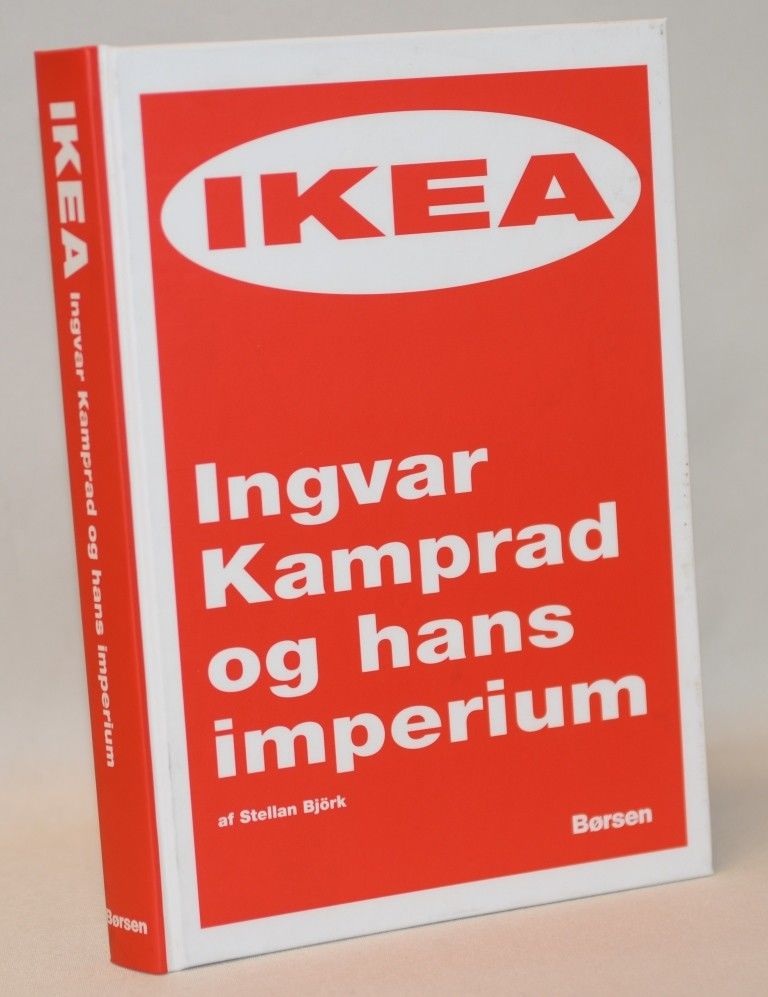 IKEA
Ingvar
Kamprad
og hans
imperium
af Stellan Björk
Børsen
IKEA Ingvar Kamprad og hans imperium
Børsen